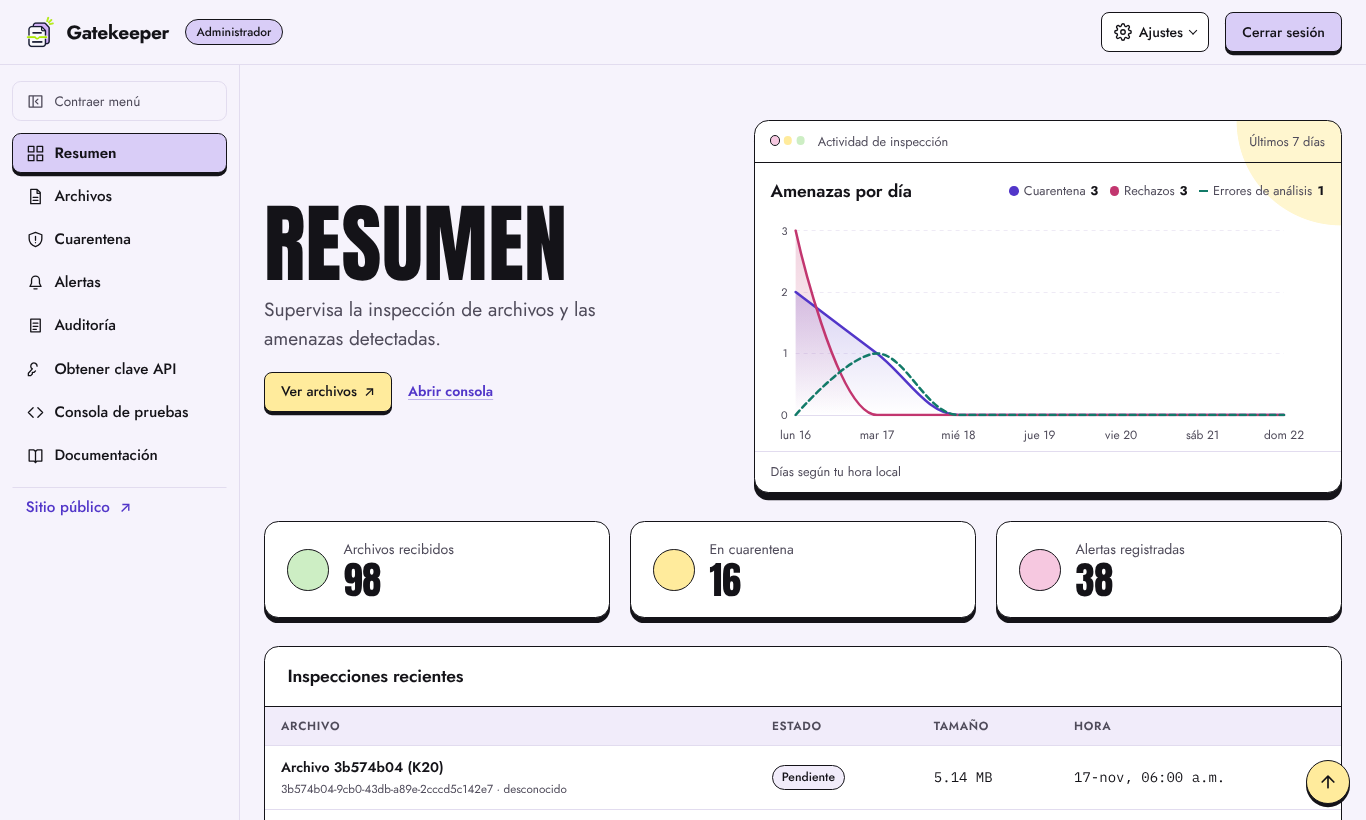 Gatekeeper
Administrador
Ajustes
Cerrar sesión
Contraer menú
Resumen
Archivos
Cuarentena
Alertas
Auditoría
Obtener clave API
Consola de pruebas
Documentación
Sitio público
RESUMEN
Supervisa la inspección de archivos y las
amenazas detectadas.
Ver archivos
Abrir consola
Actividad de inspección
Últimos 7 días
Amenazas por día
Cuarentena 3
Rechazos 3
Errores de análisis 1
3
2
1
0
lun 16
mar 17
mié 18
jue 19
vie 20
sáb 21
dom 22
Días según tu hora local
Archivos recibidos
98
En cuarentena
16
Alertas registradas
38
Inspecciones recientes
ARCHIVO
ESTADO
TAMAÑO
HORA
Archivo 3b574b04 (K20)
3b574b04-9cb0-43db-a89e-2cccd5c142e7 · desconocido
Pendiente
5.14 MB
17-nov, 06:00 a.m.